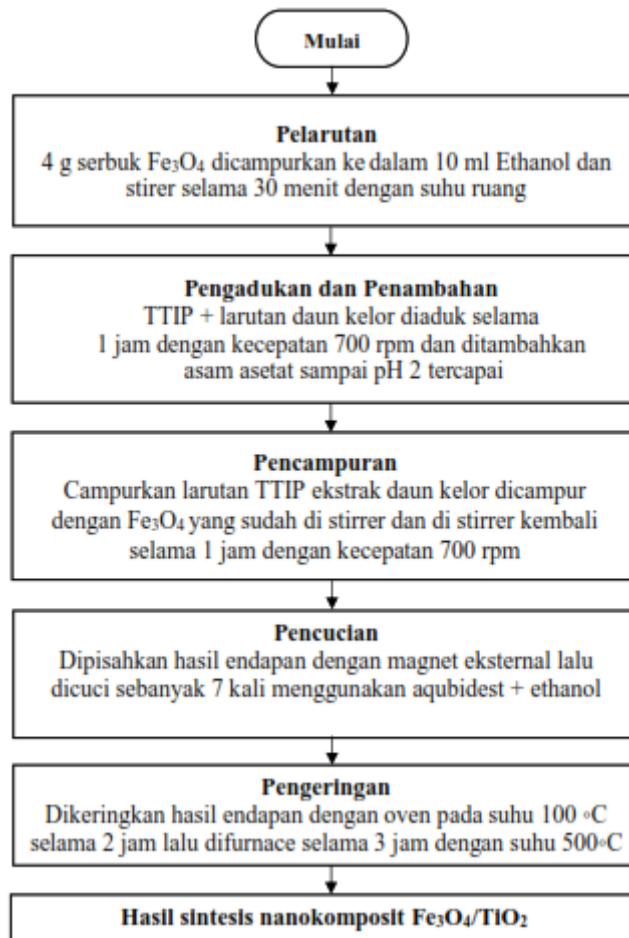 Mulai
Pelarutan
4 g serbuk Fe₃O₄ dicampurkan ke dalam 10 ml Ethanol dan
stirer selama 30 menit dengan suhu ruang
Pengadukan dan Penambahan
TTIP + larutan daun kelor diaduk selama
1 jam dengan kecepatan 700 rpm dan ditambahkan
asam asetat sampai pH 2 tercapai
Pencampuran
Campurkan larutan TTIP ekstrak daun kelor dicampur
dengan Fe₃O₄ yang sudah di stirrer dan di stirrer kembali
selama 1 jam dengan kecepatan 700 rpm
Pencucian
Dipisahkan hasil endapan dengan magnet eksternal lalu
dicuci sebanyak 7 kali menggunakan aqubidest + ethanol
Pengeringan
Dikeringkan hasil endapan dengan oven pada suhu 100 ◦C
selama 2 jam lalu difurnace selama 3 jam dengan suhu 500◦C
Hasil sintesis nanokomposit Fe₃O₄/TiO₂